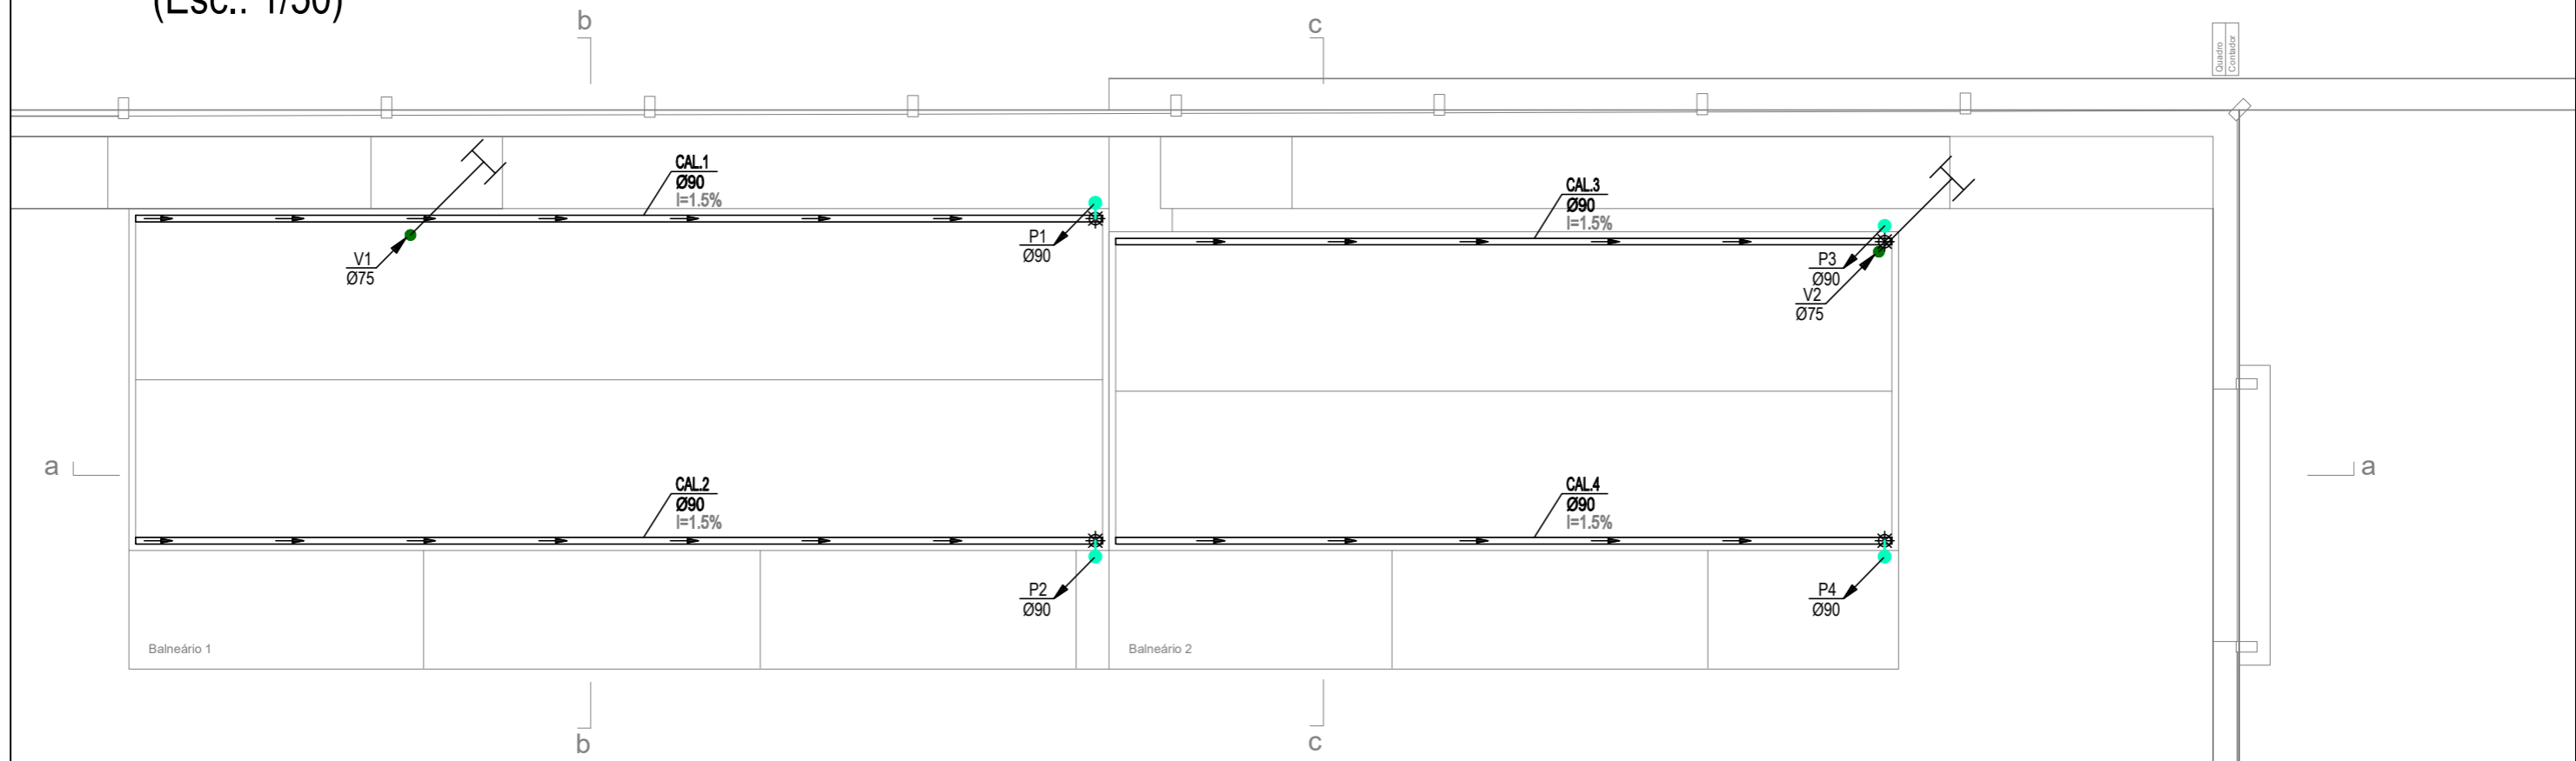 (Esc.: 1/50)
b
c
Quadro
Contador
CAL.1
Ø90
I=1.5%
CAL.3
Ø90
I=1.5%
P1
Ø90
V1
Ø75
P3
Ø90
V2
Ø75
a
a
CAL.2
Ø90
I=1.5%
CAL.4
Ø90
I=1.5%
P2
Ø90
P4
Ø90
Balneário 1
Balneário 2
b
c